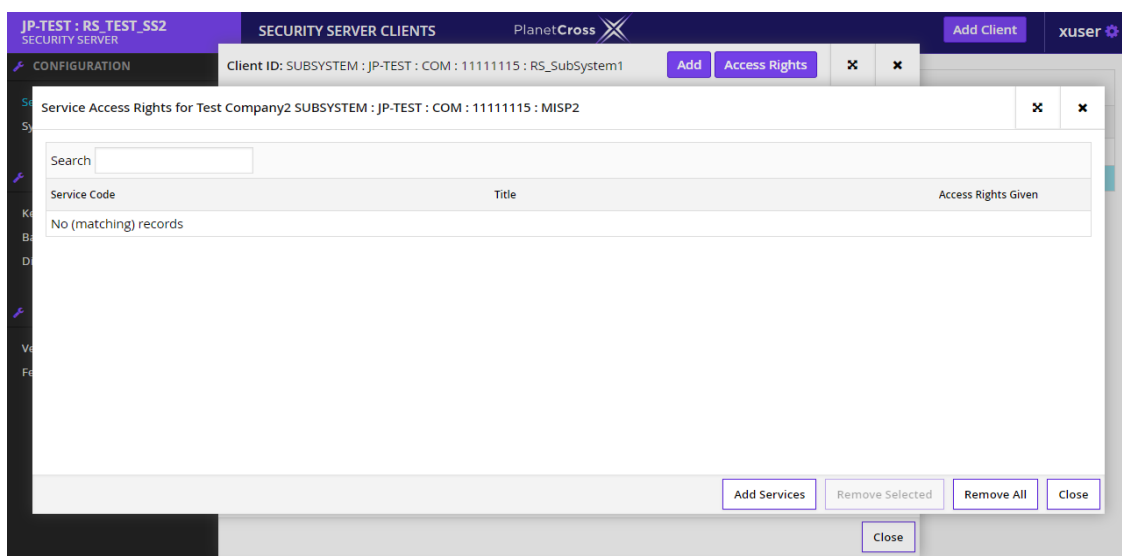 JP-TEST : RS_TEST_SS2
SECURITY SERVER
SECURITY SERVER CLIENTS
PlanetCross
Add Client
xuser
CONFIGURATION
Client ID: SUBSYSTEM : JP-TEST : COM : 11111115 : RS_SubSystem1
Add
Access Rights
Service Access Rights for Test Company2 SUBSYSTEM : JP-TEST : COM : 11111115 : MISP2
Search
Service Code Title Access Rights Given
No (matching) records
Add Services
Remove Selected
Remove All
Close
Close